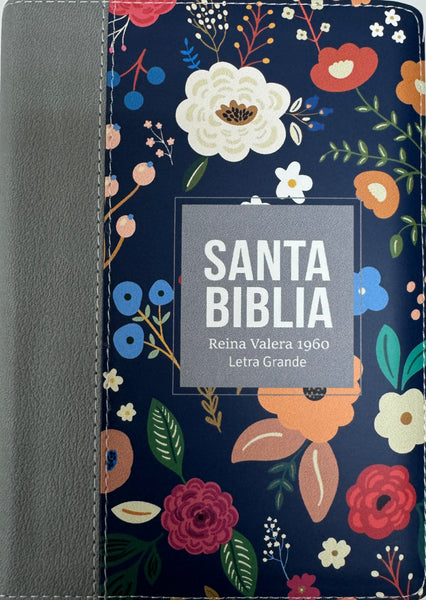 SANTA
BIBLIA
Reina Valera 1960
Letra Grande